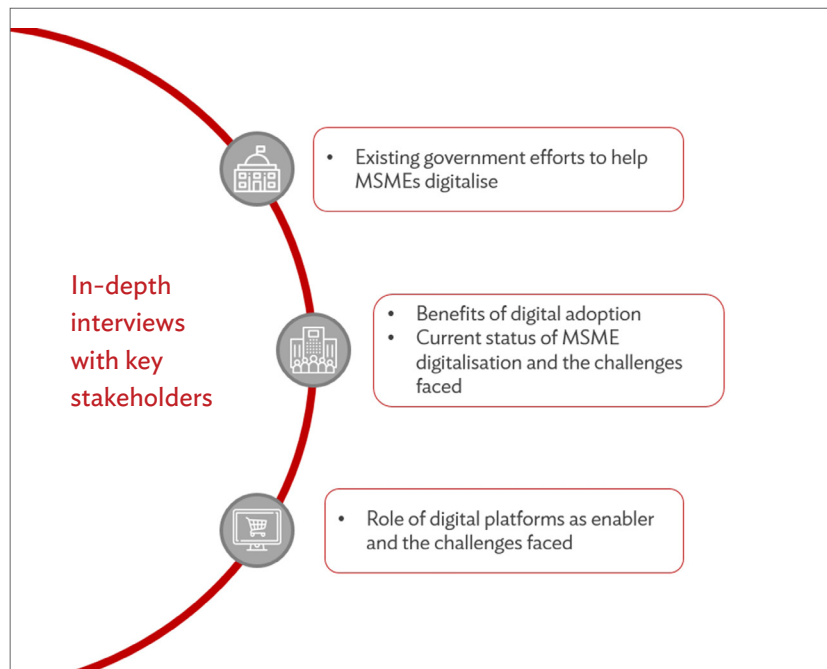 In-depth
interviews
with key
stakeholders
• Existing government efforts to help
MSMEs digitalise
• Benefits of digital adoption
• Current status of MSME
digitalisation and the challenges
faced
• Role of digital platforms as enabler
and the challenges faced